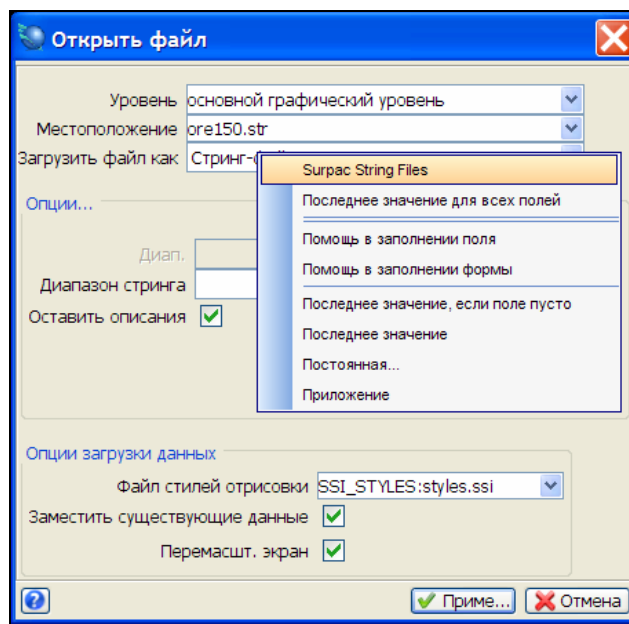 Открыть файл
Уровень основной графический уровень
Местоположение ore150.str
Загрузить файл как Стринг-
Surpac String Files
Последнее значение для всех полей
Помощь в заполнении поля
Помощь в заполнении формы
Последнее значение, если поле пусто
Последнее значение
Постоянная...
Приложение
Опции...
Диап.
Диапазон стринга
Оставить описания
Опции загрузки данных
Файл стилей отрисовки SSI_STYLES:styles.ssi
Заместить существующие данные
Перемасшт. экран
Приме... Отмена